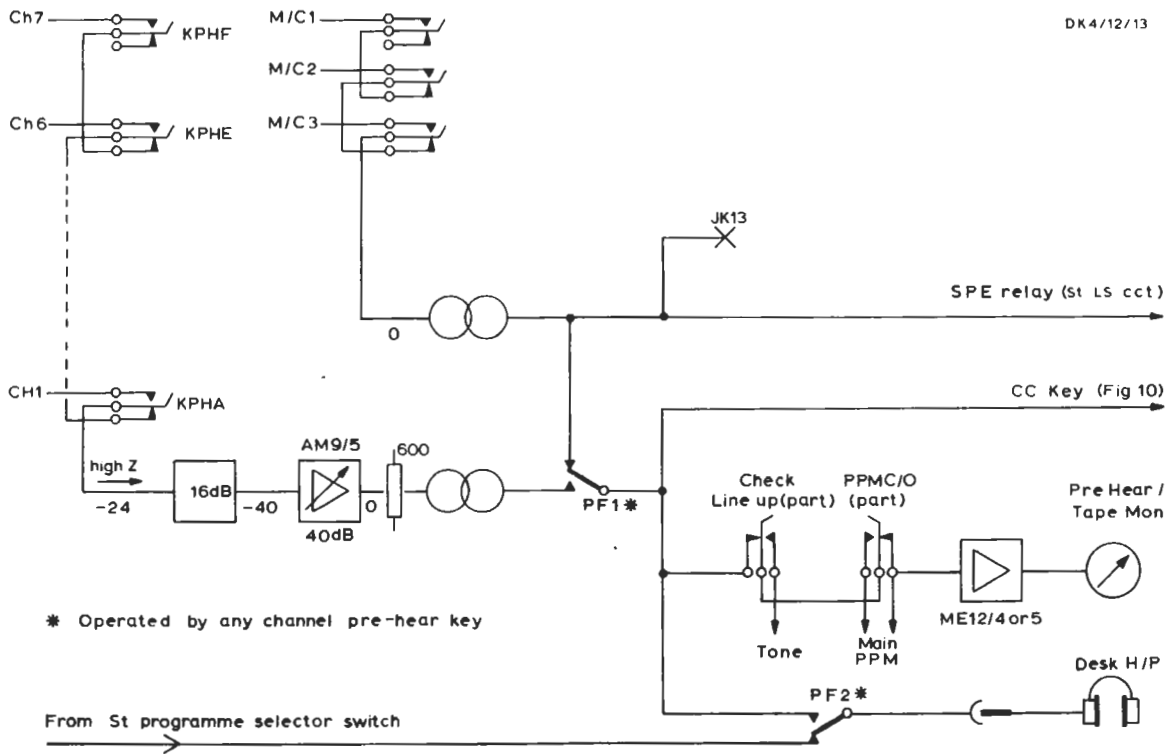 Ch7
KPHF
M/C1
DK4/12/13
M/C2
Ch6
KPHE
M/C3
JK13
SPE relay (St LS cct)
0
CH1
KPHA
CC Key (Fig 10)
AM9/5
600
high Z
16dB
-24
-40
0
40dB
PF1*
Check
Line up(part)
PPMC/O
(part)
Pre Hear /
Tape Mon
* Operated by any channel pre-hear key
Tone
Main
PPM
ME12/4 or 5
Desk H/P
PF2*
From St programme selector switch